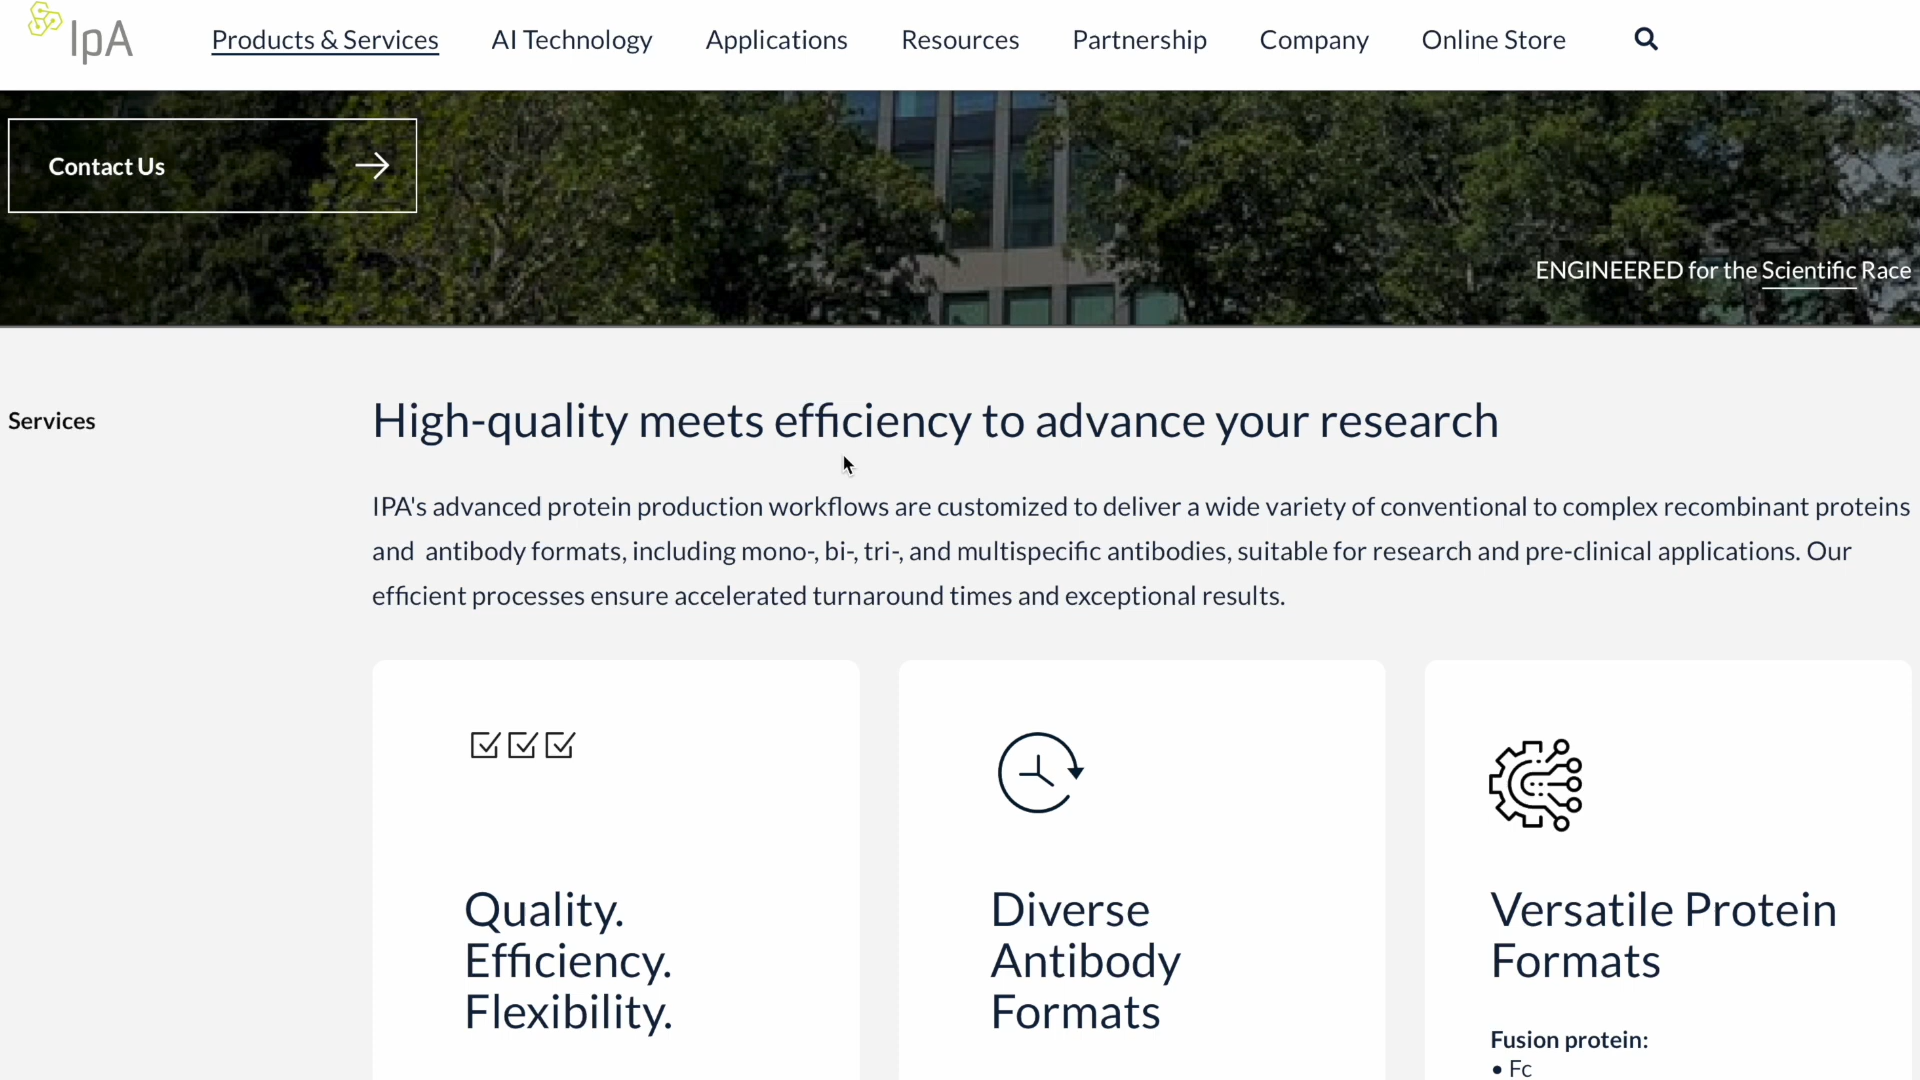 IpA
Products & Services
AI Technology
Applications
Resources
Partnership
Company
Online Store
Contact Us
ENGINEERED for the Scientific Race
Services
High-quality meets efficiency to advance your research
IPA's advanced protein production workflows are customized to deliver a wide variety of conventional to complex recombinant proteins
and antibody formats, including mono-, bi-, tri-, and multispecific antibodies, suitable for research and pre-clinical applications. Our
efficient processes ensure accelerated turnaround times and exceptional results.
Quality.
Efficiency.
Flexibility.
Diverse
Antibody
Formats
Versatile Protein
Formats
Fusion protein:
• Fc